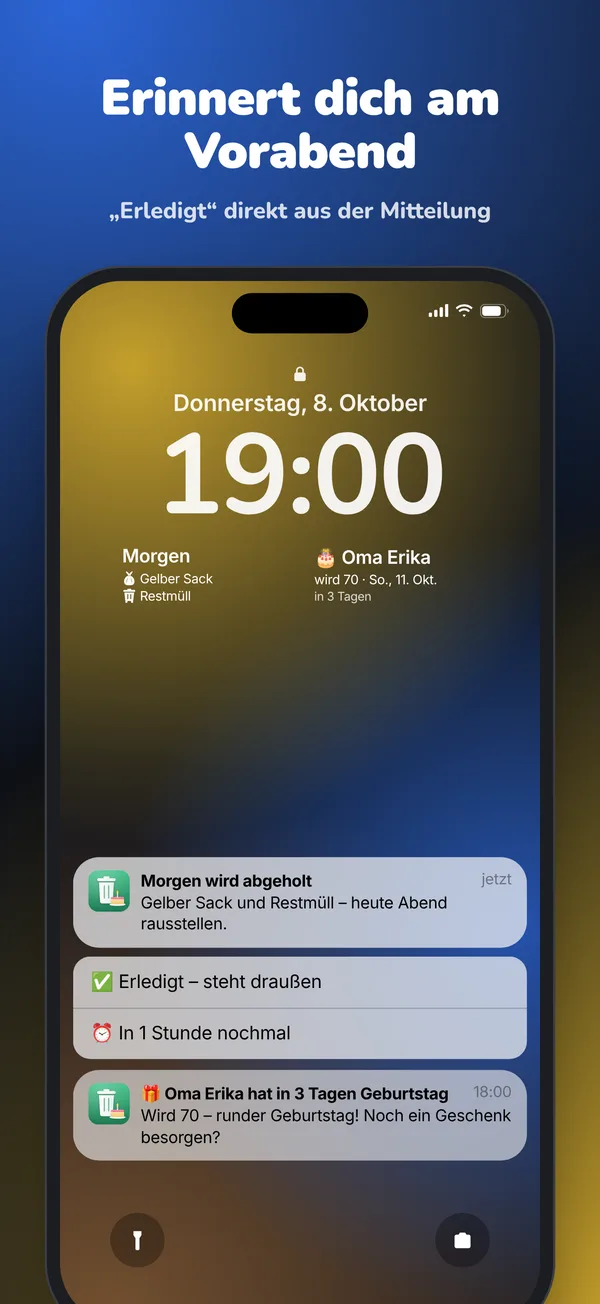 Erinnert dich am
Vorabend
„Erledigt“ direkt aus der Mitteilung
Donnerstag, 8. Oktober
19:00
Morgen
Gelber Sack
Restmüll
🎂 Oma Erika
wird 70 · So., 11. Okt.
in 3 Tagen
Morgen wird abgeholt
jetzt
Gelber Sack und Restmüll – heute Abend
rausstellen.
✅ Erledigt – steht draußen
⏰ In 1 Stunde nochmal
🎁 Oma Erika hat in 3 Tagen Geburtstag
18:00
Wird 70 – runder Geburtstag! Noch ein Geschenk
besorgen?